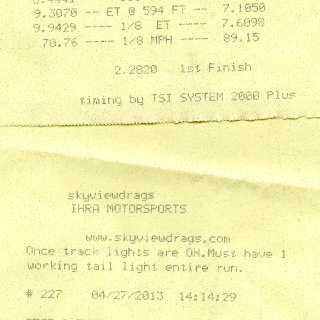 9.3070 -- ET @ 594 FT -- 7.1050
9.9429 ---- 1/8 ET ---- 7.6098
70.76 ---- 1/8 MPH ---- 89.15
2.2820 1st Finish
timing by TSI SYSTEM 2000 Plus
skyviewdrags
IHRA MOTORSPORTS
www.skyviewdrags.com
Once track lights are ON.Must have 1
working tail light entire run.
# 227 04/27/2013 14:14:29